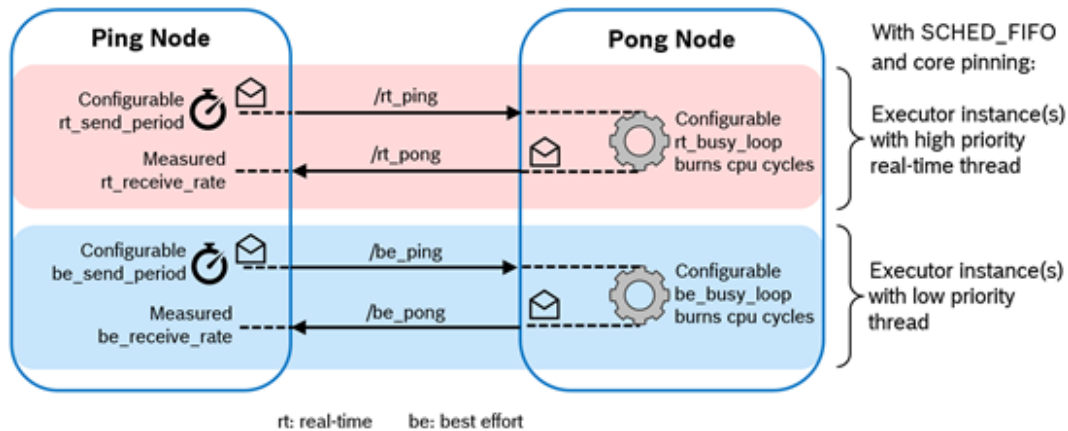 Ping Node
Pong Node
With SCHED_FIFO
and core pinning:
Configurable
rt_send_period
/rt_ping
Configurable
rt_busy_loop
burns cpu cycles
Measured
rt_receive_rate
/rt_pong
Executor instance(s)
with high priority
real-time thread
Configurable
be_send_period
/be_ping
Configurable
be_busy_loop
burns cpu cycles
Measured
be_receive_rate
/be_pong
Executor instance(s)
with low priority
thread
rt: real-time
be: best effort